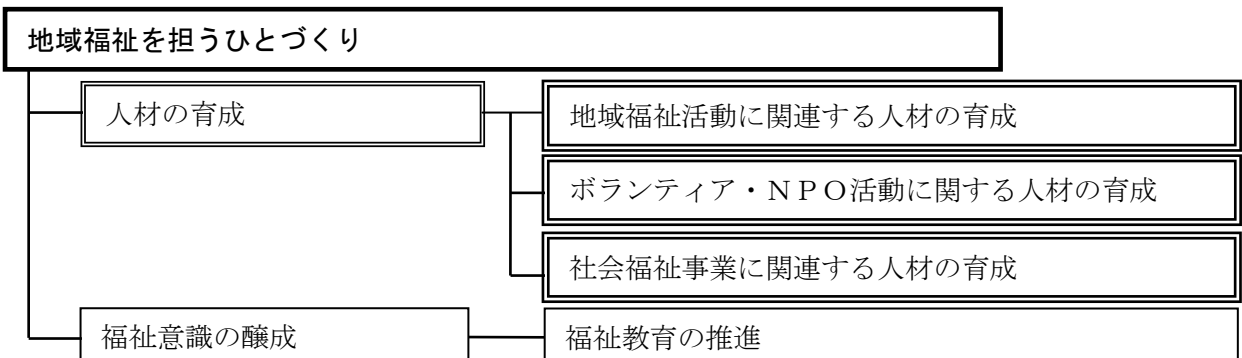 地域福祉を担うひとづくり
人材の育成
地域福祉活動に関連する人材の育成
ボランティア・ＮＰＯ活動に関する人材の育成
社会福祉事業に関連する人材の育成
福祉意識の醸成
福祉教育の推進